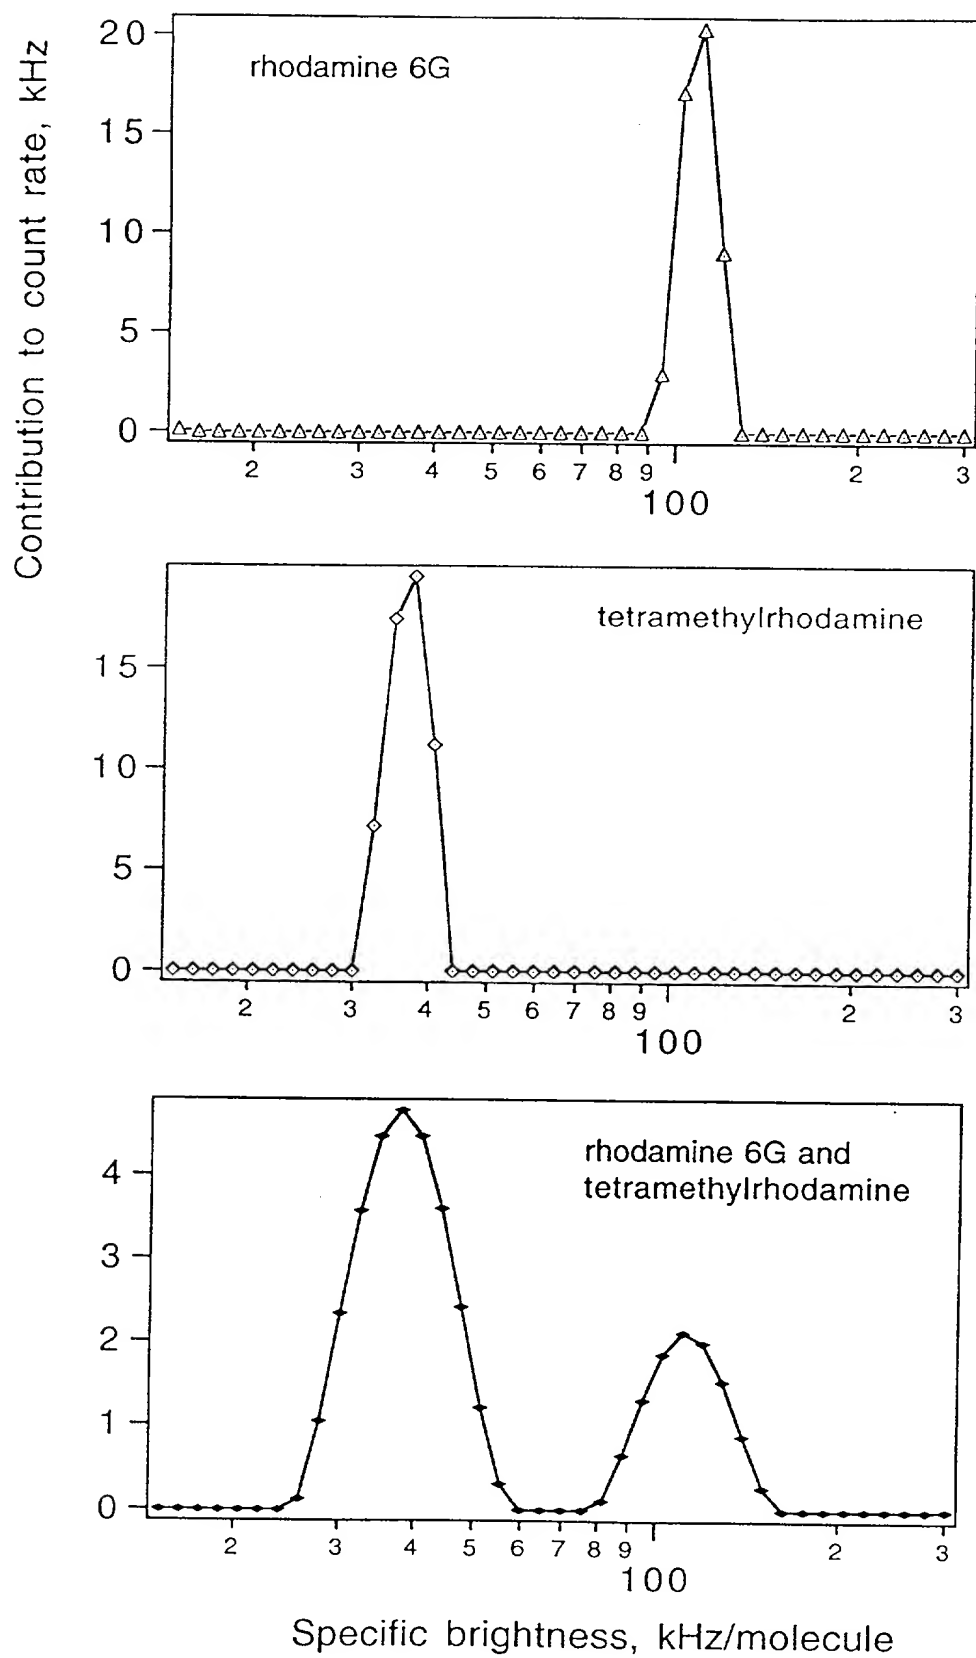 Contribution to count rate, kHz
20
15
10
5
0
rhodamine 6G
2 3 4 5 6 7 8 9 2 3
100
15
10
5
0
tetramethylrhodamine
2 3 4 5 6 7 8 9 2 3
100
4
3
2
1
0
rhodamine 6G and
tetramethylrhodamine
2 3 4 5 6 7 8 9 2 3
100
Specific brightness, kHz/molecule